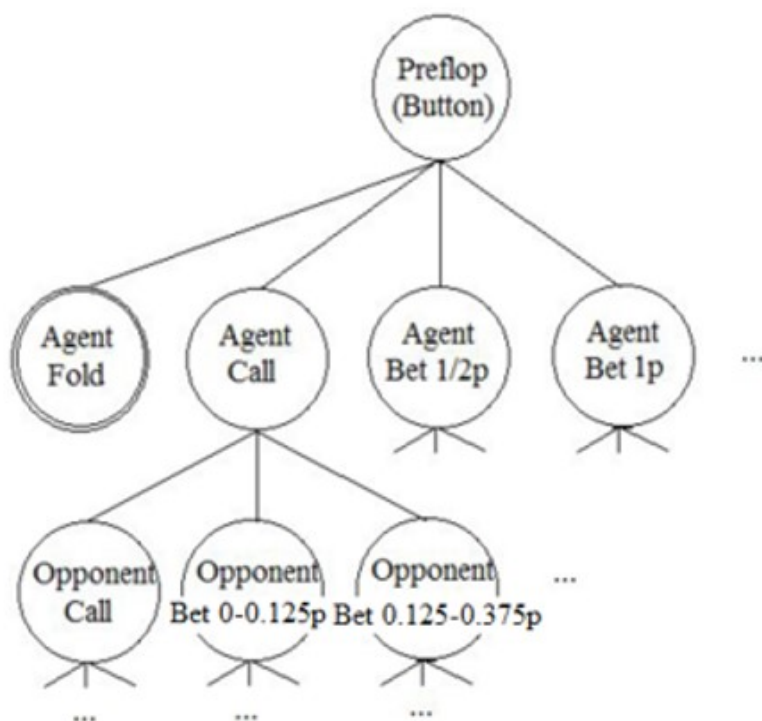 Preflop
(Button)
Agent
Fold
Agent
Call
Agent
Bet 1/2p
Agent
Bet 1p
...
Opponent
Call
Opponent
Bet 0-0.125p
Opponent
Bet 0.125-0.375p
...
...
...
...